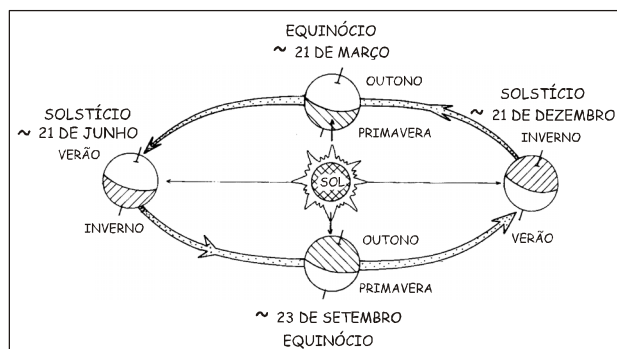 EQUINÓCIO
~ 21 DE MARÇO
OUTONO
PRIMAVERA
SOLSTÍCIO
~ 21 DE JUNHO
VERÃO
INVERNO
SOL
SOLSTÍCIO
~ 21 DE DEZEMBRO
INVERNO
VERÃO
OUTONO
PRIMAVERA
~ 23 DE SETEMBRO
EQUINÓCIO